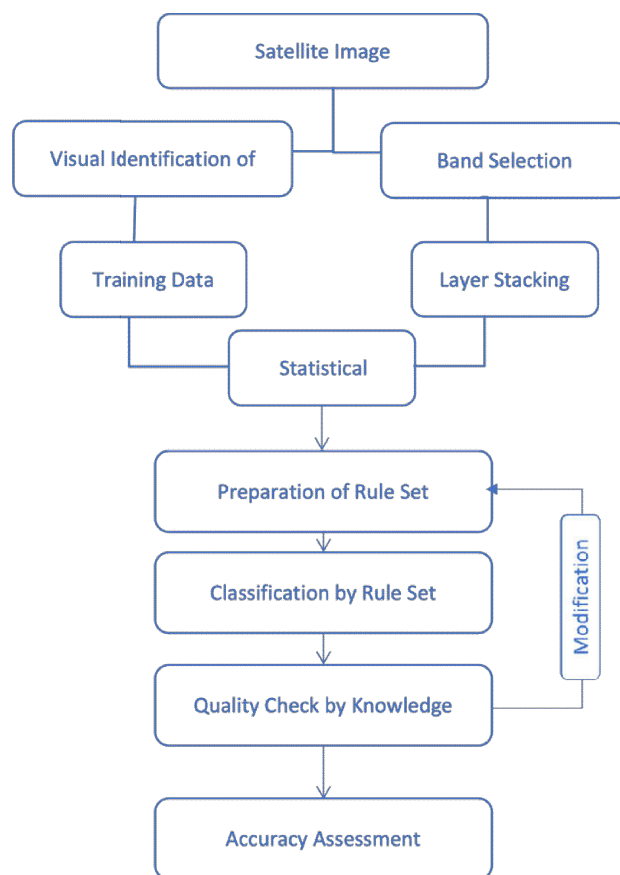 Satellite Image
Visual Identification of
Band Selection
Training Data
Layer Stacking
Statistical
Preparation of Rule Set
Classification by Rule Set
Modification
Quality Check by Knowledge
Accuracy Assessment